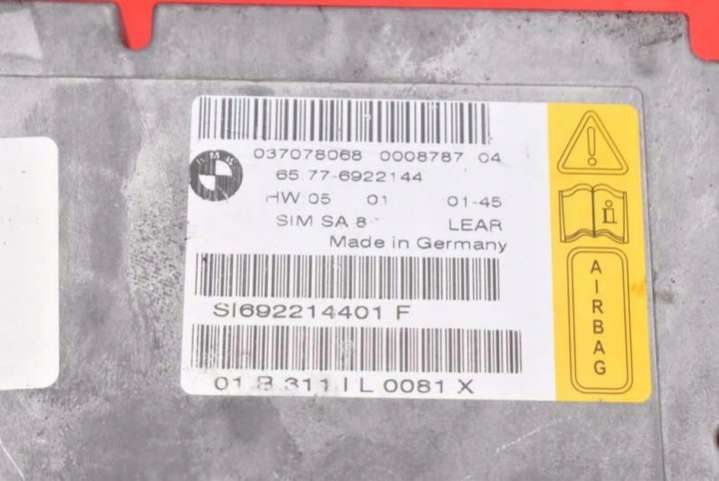 037078068 0008787 04
BMW
65.77-6922144
HW 05 01 01-45
SIM SA 8
LEAR
Made in Germany
SI692214401 F
01 B 311 I L 0081 X
i
AIRBAG